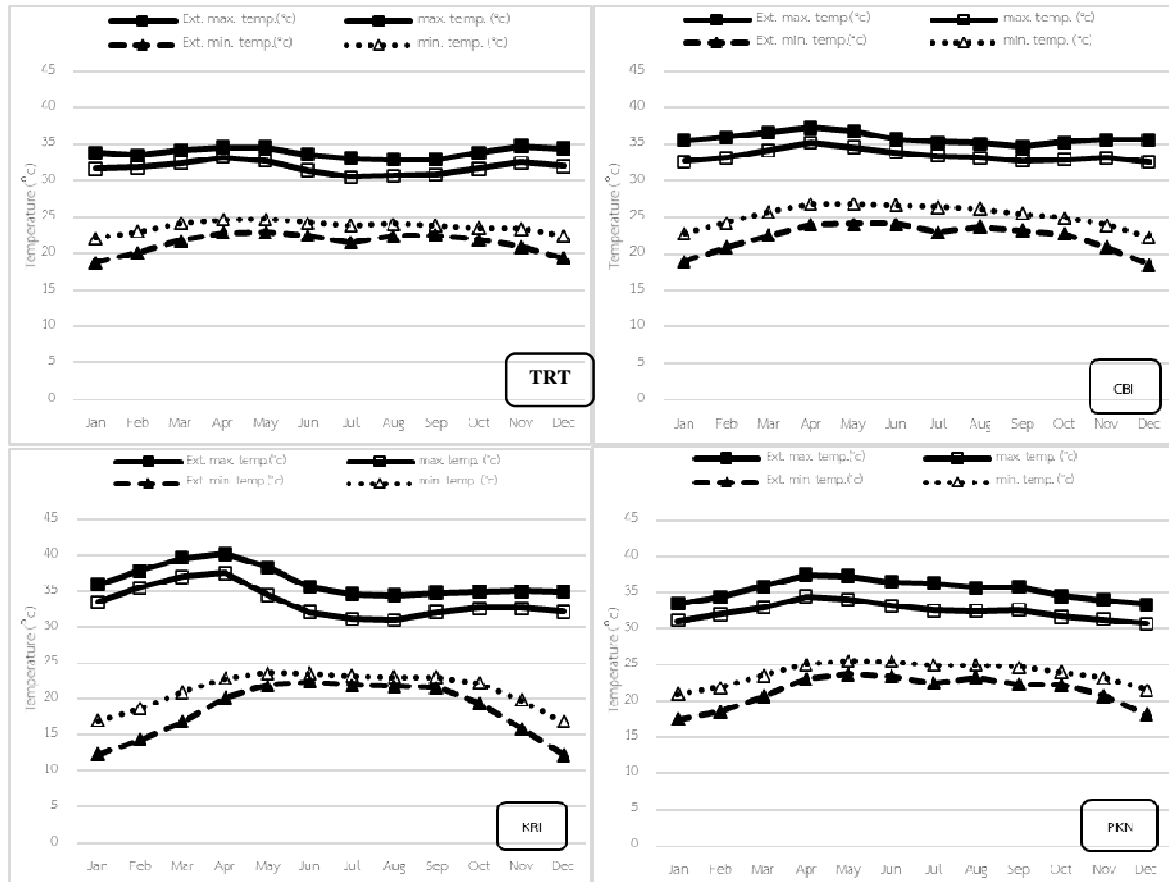 Ext. max. temp.(°c) max. temp. (°c)
Ext. min. temp.(°c) min. temp. (°c)
45
40
35
30
25
20
15
10
5
0
Temperature (°c)
TRT
Jan Feb Mar Apr May Jun Jul Aug Sep Oct Nov Dec
Ext. max. temp.(°c) max. temp. (°c)
Ext. min. temp.(°c) min. temp. (°c)
45
40
35
30
25
20
15
10
5
0
Temperature (°c)
CBI
Jan Feb Mar Apr May Jun Jul Aug Sep Oct Nov Dec
Ext. max. temp.(°c) max. temp. (°c)
Ext. min. temp.(°c) min. temp. (°c)
45
40
35
30
25
20
15
10
5
0
Temperature (°c)
KRI
Jan Feb Mar Apr May Jun Jul Aug Sep Oct Nov Dec
Ext. max. temp.(°c) max. temp. (°c)
Ext. min. temp.(°c) min. temp. (°c)
45
40
35
30
25
20
15
10
5
0
Temperature (°c)
PKN
Jan Feb Mar Apr May Jun Jul Aug Sep Oct Nov Dec